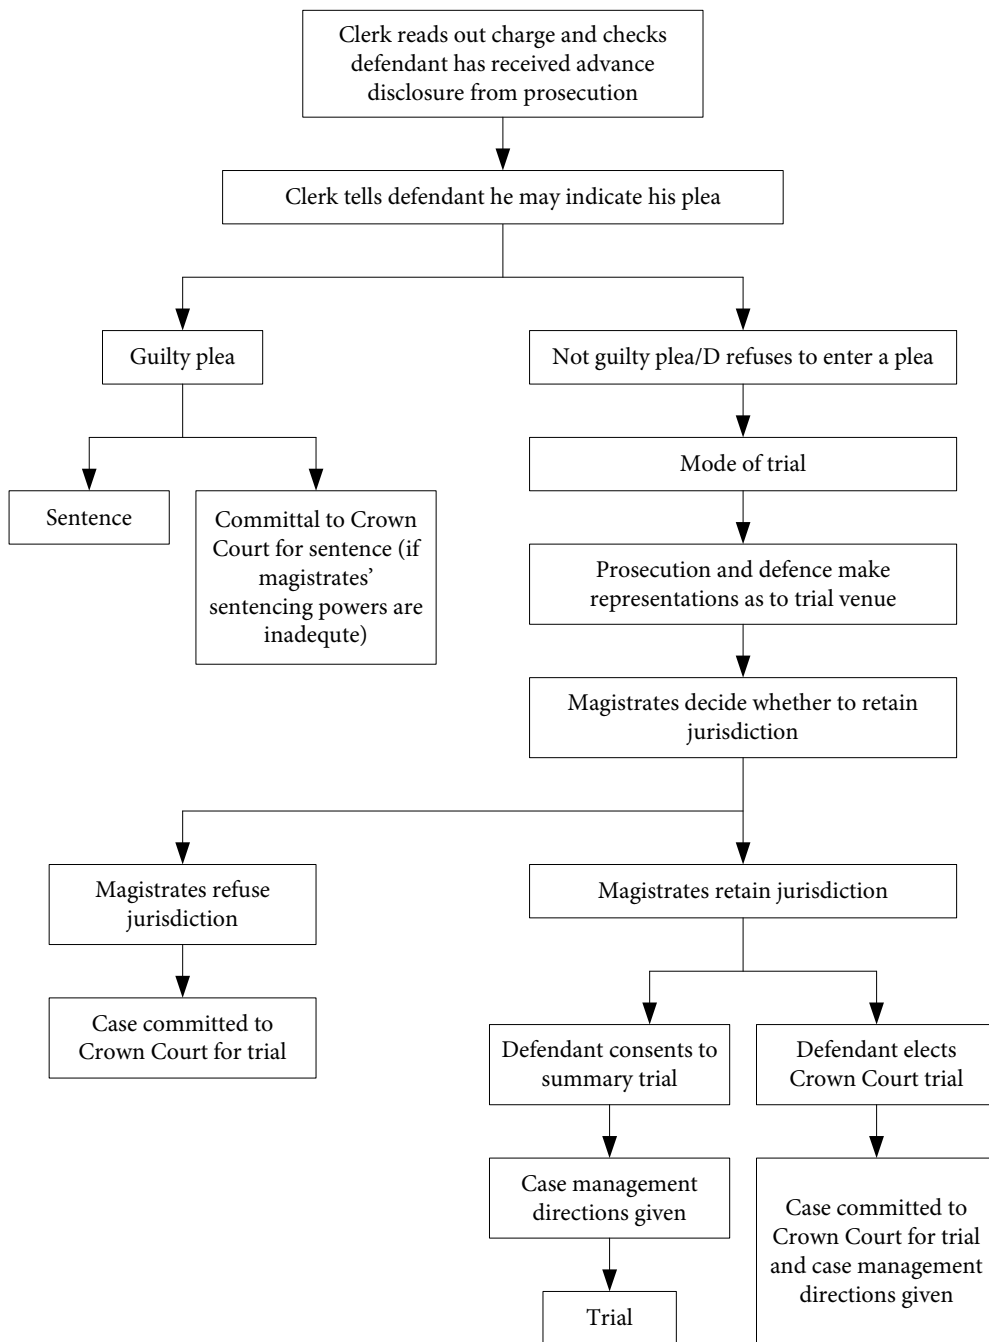 Clerk reads out charge and checks
defendant has received advance
disclosure from prosecution
Clerk tells defendant he may indicate his plea
Guilty plea
Not guilty plea/D refuses to enter a plea
Sentence
Committal to Crown
Court for sentence (if
magistrates’
sentencing powers are
inadequte)
Mode of trial
Prosecution and defence make
representations as to trial venue
Magistrates decide whether to retain
jurisdiction
Magistrates refuse
jurisdiction
Case committed to
Crown Court for trial
Magistrates retain jurisdiction
Defendant consents to
summary trial
Case management
directions given
Trial
Defendant elects
Crown Court trial
Case committed to
Crown Court for trial
and case management
directions given